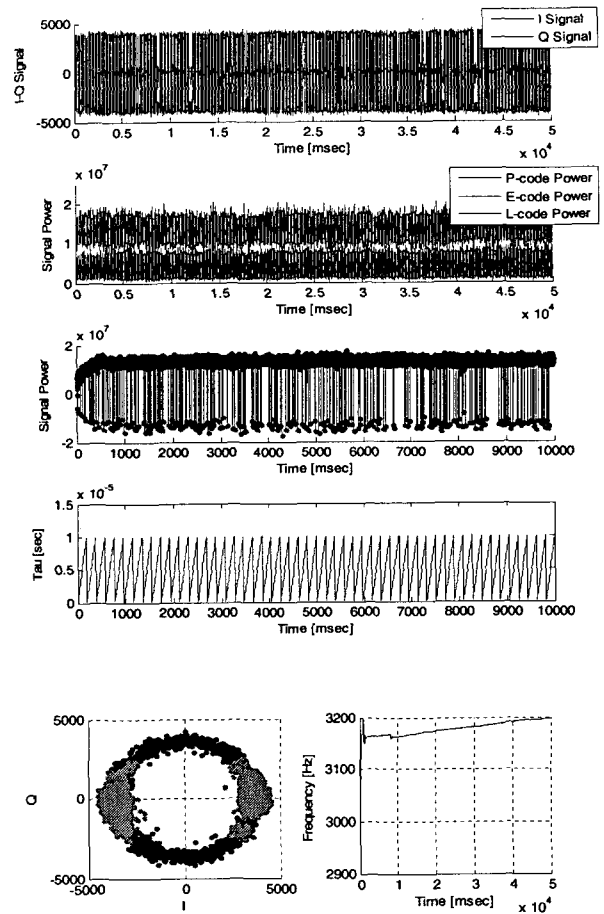 5000
0
-5000
I-Q Signal
I Signal
Q Signal
0 0.5 1 1.5 2 2.5 3 3.5 4 4.5 5
Time [msec]
x 10^4
x 10^7
2
1
0
Signal Power
P-code Power
E-code Power
L-code Power
0 0.5 1 1.5 2 2.5 3 3.5 4 4.5 5
Time [msec]
x 10^4
x 10^7
2
0
-2
Signal Power
0 1000 2000 3000 4000 5000 6000 7000 8000 9000 10000
Time [msec]
x 10^-5
1.5
1
0.5
0
Tau [sec]
0 1000 2000 3000 4000 5000 6000 7000 8000 9000 10000
Time [msec]
5000
0
-5000
Q
-5000 0 5000
I
3200
3100
3000
2900
Frequency [Hz]
0 1 2 3 4 5
Time [msec]
x 10^4